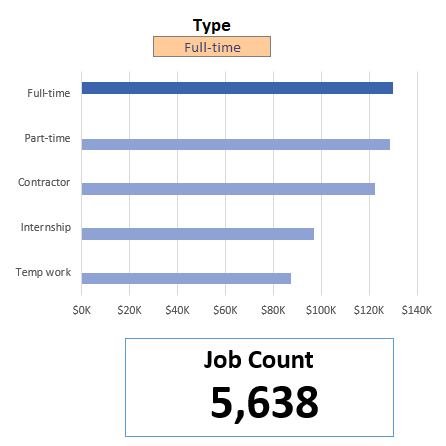 Type
Full-time
Full-time
Part-time
Contractor
Internship
Temp work
$0K $20K $40K $60K $80K $100K $120K $140K
Job Count
5,638